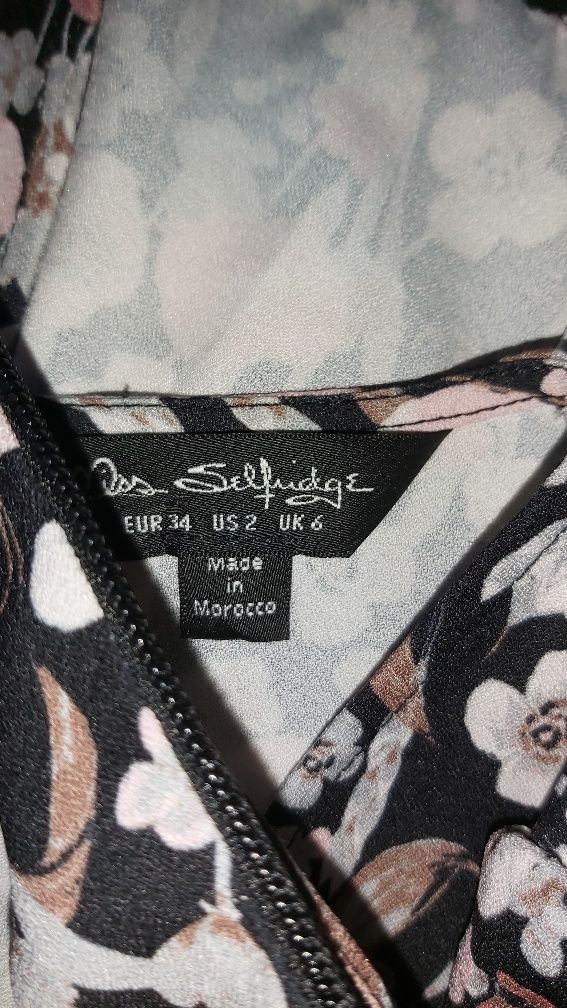 Miss Selfridge
EUR 34 US 2 UK 6
Made
in
Morocco